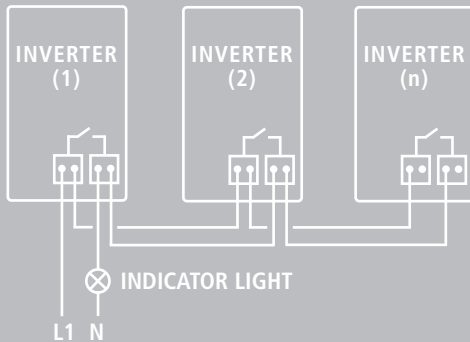 INVERTER
(1)
INVERTER
(2)
INVERTER
(n)
INDICATOR LIGHT
L1 N